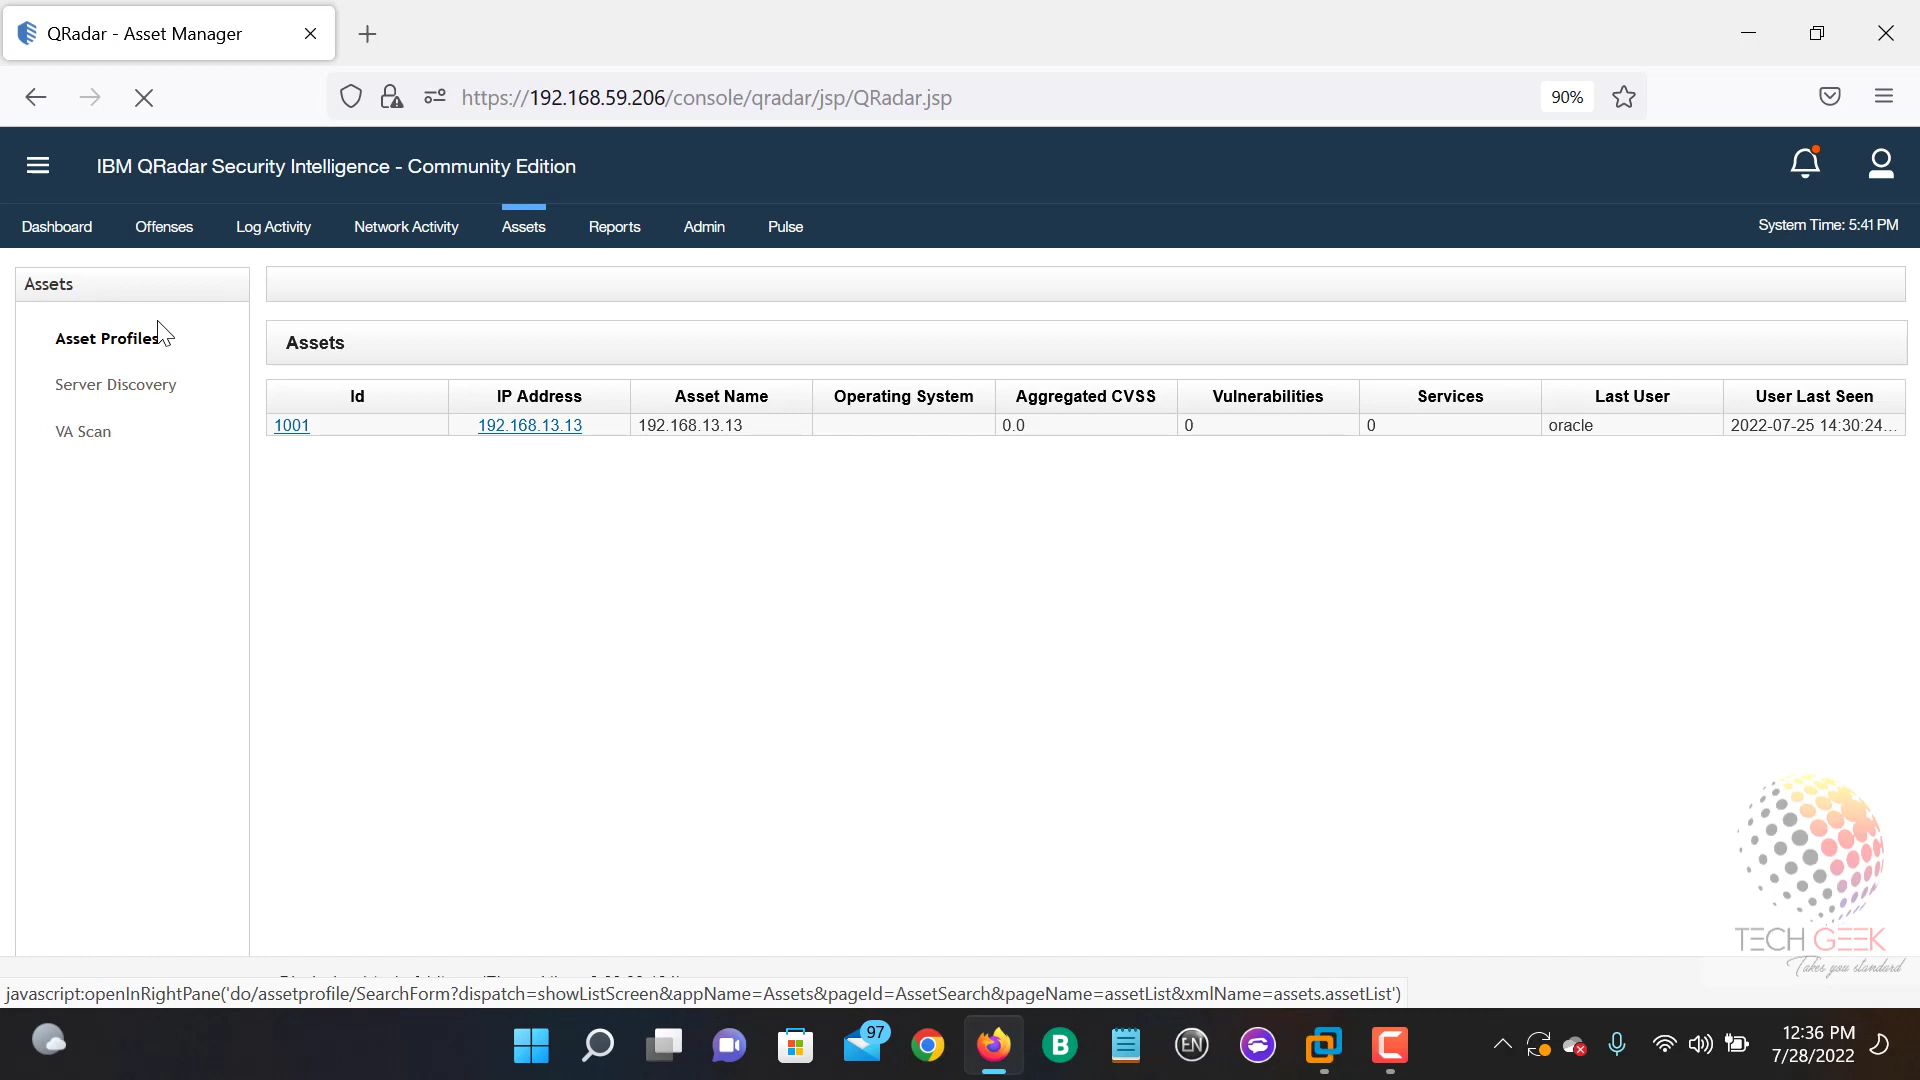 QRadar - Asset Manager
https://192.168.59.206/console/qradar/jsp/QRadar.jsp
90%
IBM QRadar Security Intelligence - Community Edition
Dashboard Offenses Log Activity Network Activity Assets Reports Admin Pulse
System Time: 5:41 PM
Assets
Asset Profiles
Server Discovery
VA Scan
Assets
Id IP Address Asset Name Operating System Aggregated CVSS Vulnerabilities Services Last User User Last Seen
1001 192.168.13.13 192.168.13.13 0.0 0 0 oracle 2022-07-25 14:30:24...
TECH GEEK
Takes you standard
javascript:openInRightPane('do/assetprofile/SearchForm?dispatch=showListScreen&appName=Assets&pageId=AssetSearch&pageName=assetList&xmlName=assets.assetList')
97
B
EN
12:36 PM
7/28/2022